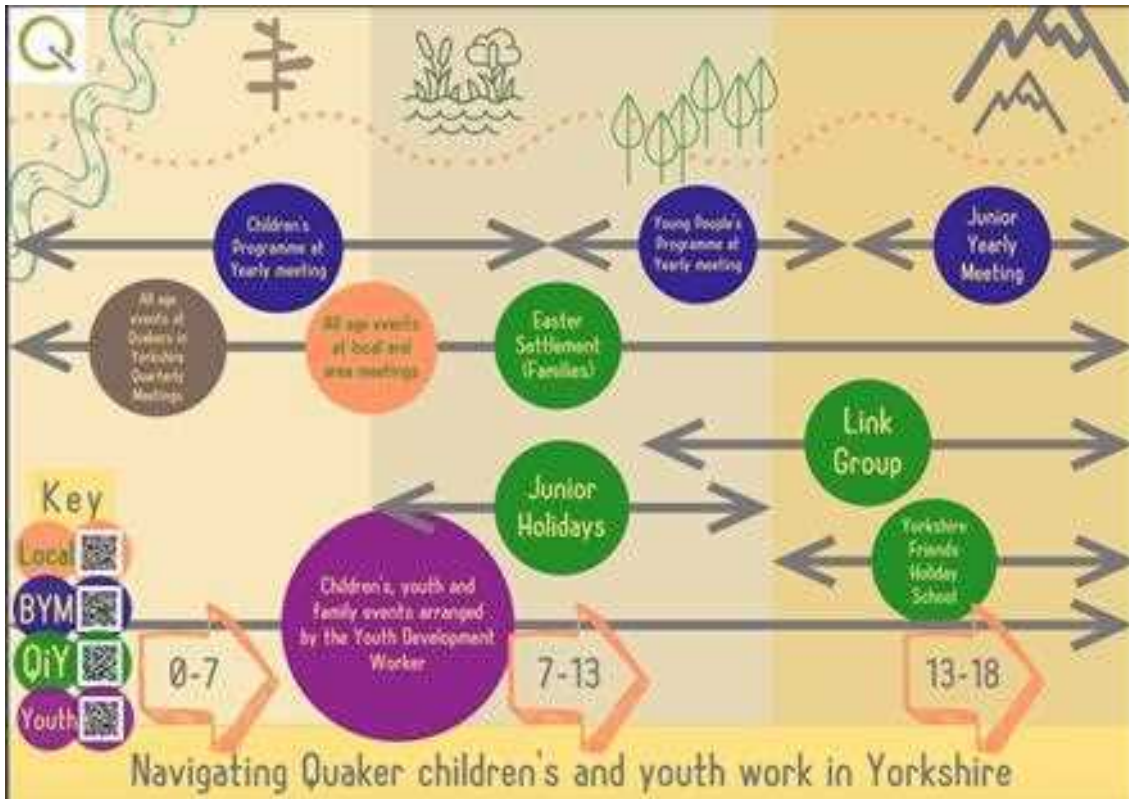 Children's
Programme at
Yearly meeting
Young People's
Programme at
Yearly meeting
Junior
Yearly
Meeting
All age
events at
Quakers in
Yorkshire
Quarterly
Meetings
All age events
at local and
area meetings
Easter
Settlement
(Families)
Link
Group
Junior
Holidays
Yorkshire
Friends
Holiday
School
Children's, youth and
family events arranged
by the Youth Development
Worker
Key
Local
BYM
QiY
Youth
0-7
7-13
13-18
Navigating Quaker children's and youth work in Yorkshire